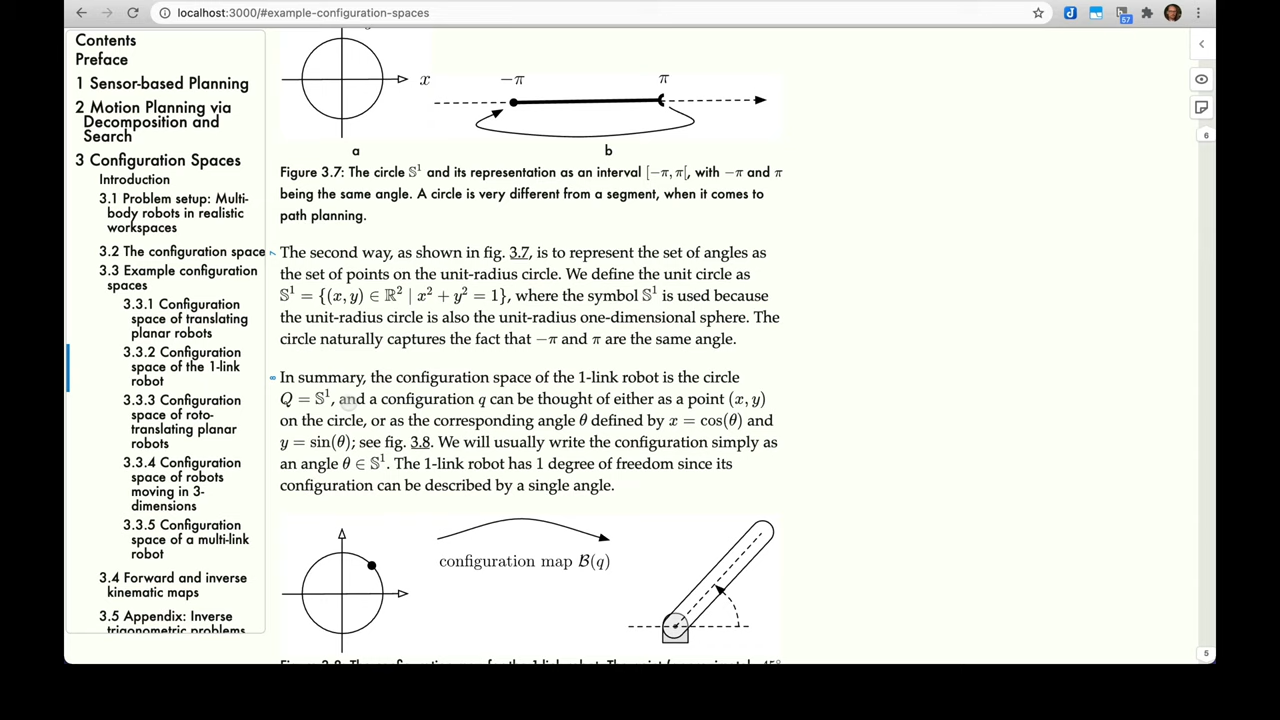 localhost:3000/#example-configuration-spaces
57
Contents
Preface
1 Sensor-based Planning
2 Motion Planning via
Decomposition and
Search
3 Configuration Spaces
Introduction
3.1 Problem setup: Multi-
body robots in realistic
workspaces
3.2 The configuration space
3.3 Example configuration
spaces
3.3.1 Configuration
space of translating
planar robots
3.3.2 Configuration
space of the 1-link
robot
3.3.3 Configuration
space of roto-
translating planar
robots
3.3.4 Configuration
space of robots
moving in 3-
dimensions
3.3.5 Configuration
space of a multi-link
robot
3.4 Forward and inverse
kinematic maps
3.5 Appendix: Inverse
trigonometric problems
x
−π
π
a
b
Figure 3.7: The circle 𝕊¹ and its representation as an interval [−π, π[, with −π and π
being the same angle. A circle is very different from a segment, when it comes to
path planning.
7 The second way, as shown in fig. 3.7, is to represent the set of angles as
the set of points on the unit-radius circle. We define the unit circle as
𝕊¹ = {(x, y) ∈ ℝ² | x² + y² = 1}, where the symbol 𝕊¹ is used because
the unit-radius circle is also the unit-radius one-dimensional sphere. The
circle naturally captures the fact that −π and π are the same angle.
8 In summary, the configuration space of the 1-link robot is the circle
Q = 𝕊¹, and a configuration q can be thought of either as a point (x, y)
on the circle, or as the corresponding angle θ defined by x = cos(θ) and
y = sin(θ); see fig. 3.8. We will usually write the configuration simply as
an angle θ ∈ 𝕊¹. The 1-link robot has 1 degree of freedom since its
configuration can be described by a single angle.
configuration map ℬ(q)
6
5